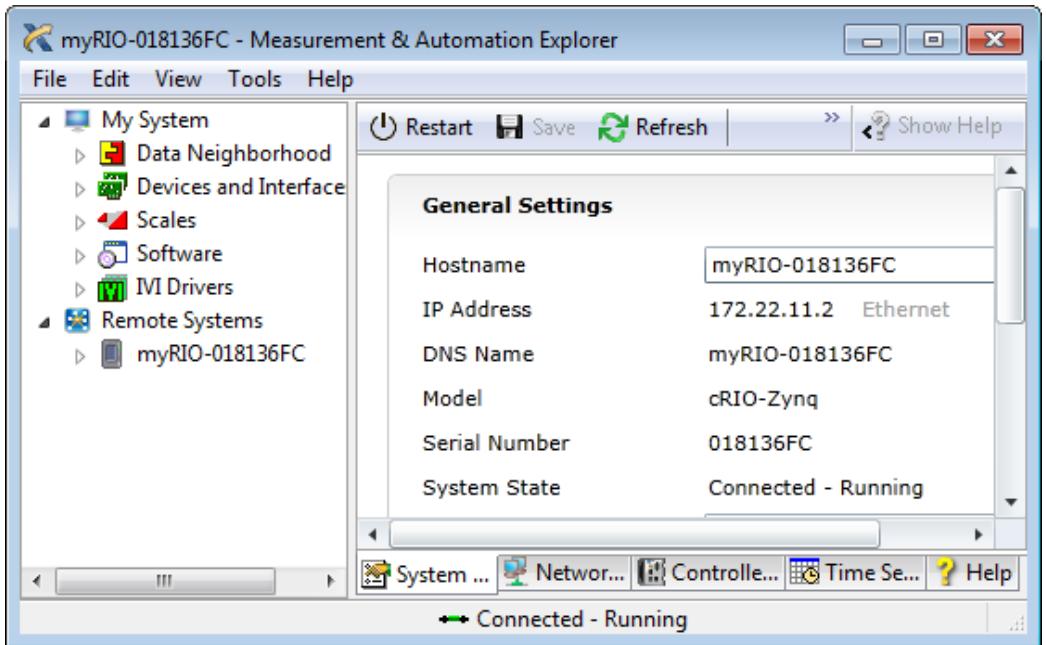 myRIO-018136FC - Measurement & Automation Explorer
File Edit View Tools Help
My System
Data Neighborhood
Devices and Interface
Scales
Software
IVI Drivers
Remote Systems
myRIO-018136FC
Restart Save Refresh » Show Help
General Settings
Hostname myRIO-018136FC
IP Address 172.22.11.2 Ethernet
DNS Name myRIO-018136FC
Model cRIO-Zynq
Serial Number 018136FC
System State Connected - Running
System ... Networ... Controlle... Time Se... Help
Connected - Running